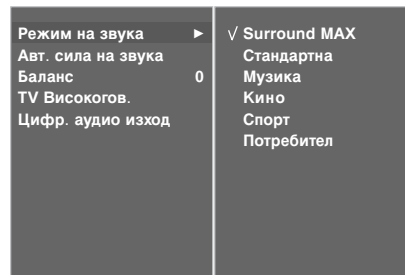 Режим на звука ►
Авт. сила на звука
Баланс 0
TV Високогов.
Цифр. аудио изход
√ Surround MAX
Стандартна
Музика
Кино
Спорт
Потребител